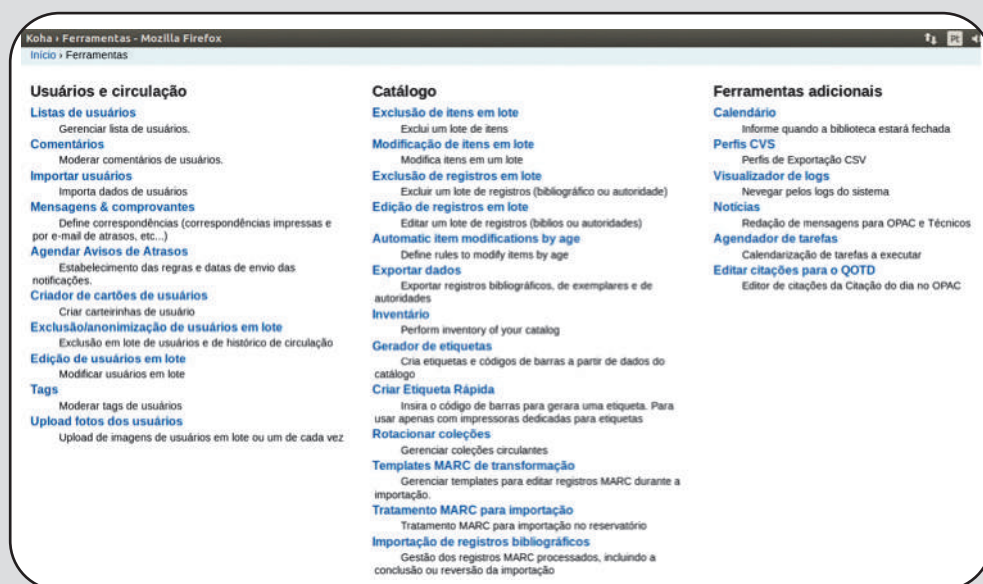 Koha › Ferramentas - Mozilla Firefox
Pt
Início › Ferramentas
Usuários e circulação
Listas de usuários
Gerenciar lista de usuários.
Comentários
Moderar comentários de usuários.
Importar usuários
Importa dados de usuários
Mensagens & comprovantes
Define correspondências (correspondências impressas e
por e-mail de atrasos, etc...)
Agendar Avisos de Atrasos
Estabelecimento das regras e datas de envio das
notificações.
Criador de cartões de usuários
Criar carteirinhas de usuário
Exclusão/anonimização de usuários em lote
Exclusão em lote de usuários e de histórico de circulação
Edição de usuários em lote
Modificar usuários em lote
Tags
Moderar tags de usuários
Upload fotos dos usuários
Upload de imagens de usuários em lote ou um de cada vez
Catálogo
Exclusão de itens em lote
Exclui um lote de itens
Modificação de itens em lote
Modifica itens em um lote
Exclusão de registros em lote
Excluir um lote de registros (bibliográfico ou autoridade)
Edição de registros em lote
Editar um lote de registros (biblios ou autoridades)
Automatic item modifications by age
Define rules to modify items by age
Exportar dados
Exportar registros bibliográficos, de exemplares e de
autoridades
Inventário
Perform inventory of your catalog
Gerador de etiquetas
Cria etiquetas e códigos de barras a partir de dados do
catálogo
Criar Etiqueta Rápida
Insira o código de barras para gerara uma etiqueta. Para
usar apenas com impressoras dedicadas para etiquetas
Rotacionar coleções
Gerenciar coleções circulantes
Templates MARC de transformação
Gerenciar templates para editar registros MARC durante a
importação.
Tratamento MARC para importação
Tratamento MARC para importação no reservatório
Importação de registros bibliográficos
Gestão dos registros MARC processados, incluindo a
conclusão ou reversão da importação
Ferramentas adicionais
Calendário
Informe quando a biblioteca estará fechada
Perfis CVS
Perfis de Exportação CSV
Visualizador de logs
Nevegar pelos logs do sistema
Notícias
Redação de mensagens para OPAC e Técnicos
Agendador de tarefas
Calendarização de tarefas a executar
Editar citações para o QOTD
Editor de citações da Citação do dia no OPAC